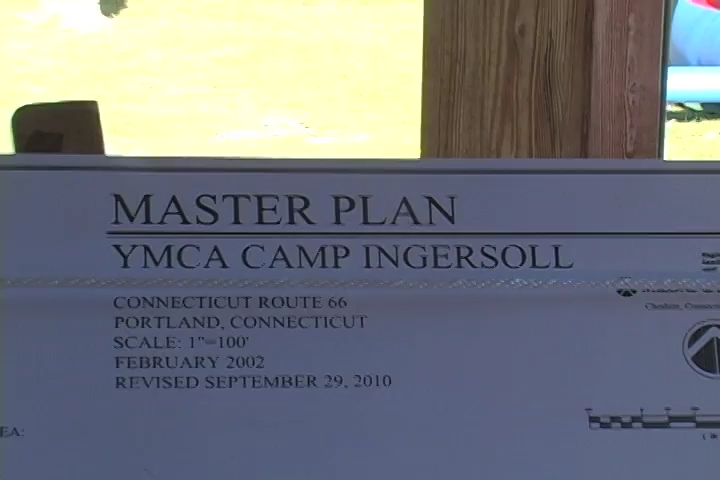 MASTER PLAN
YMCA CAMP INGERSOLL
CONNECTICUT ROUTE 66
PORTLAND, CONNECTICUT
SCALE: 1"=100'
FEBRUARY 2002
REVISED SEPTEMBER 29, 2010
EA: